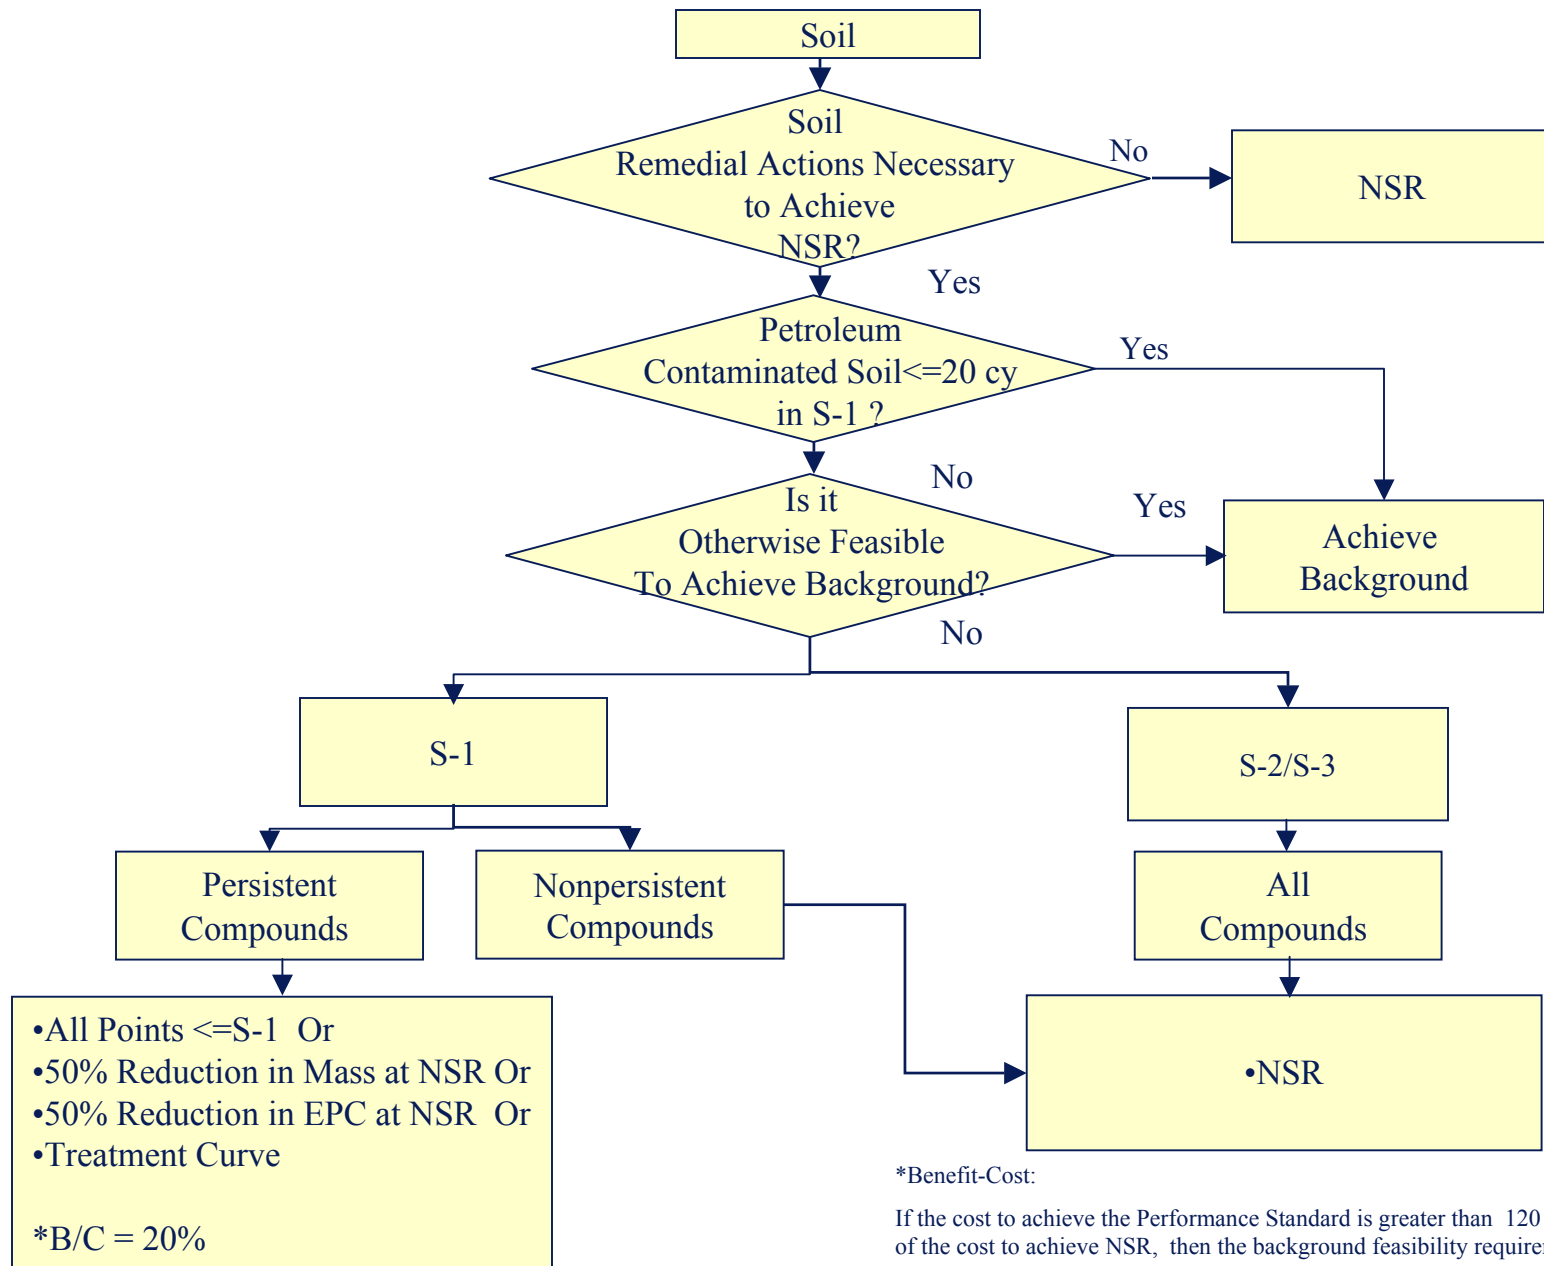 Soil
Soil
Remedial Actions Necessary
to Achieve
NSR?
No
NSR
Yes
Petroleum
Contaminated Soil<=20 cy
in S-1 ?
Yes
No
Is it
Otherwise Feasible
To Achieve Background?
Yes
Achieve
Background
No
S-1
S-2/S-3
Persistent
Compounds
Nonpersistent
Compounds
All
Compounds
•All Points <=S-1 Or
•50% Reduction in Mass at NSR Or
•50% Reduction in EPC at NSR Or
•Treatment Curve
*B/C = 20%
•NSR
*Benefit-Cost:
If the cost to achieve the Performance Standard is greater than 120
of the cost to achieve NSR, then the background feasibility